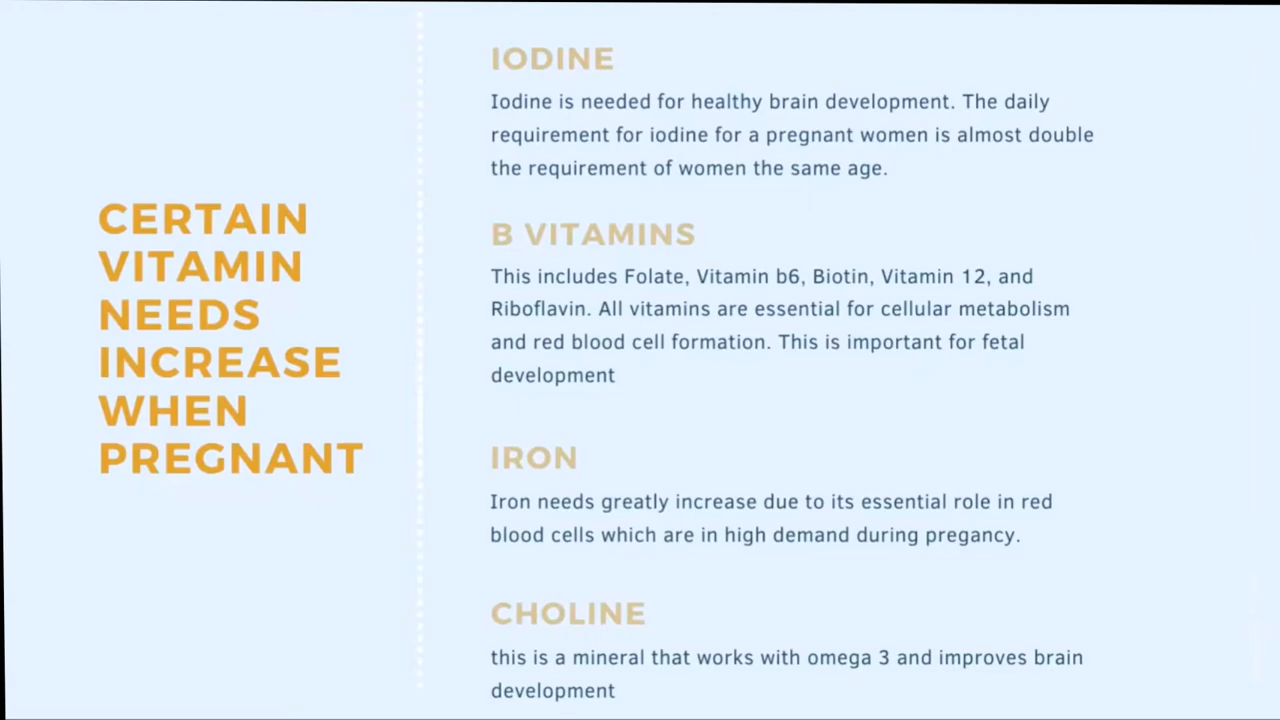 CERTAIN
VITAMIN
NEEDS
INCREASE
WHEN
PREGNANT
IODINE
Iodine is needed for healthy brain development. The daily
requirement for iodine for a pregnant women is almost double
the requirement of women the same age.
B VITAMINS
This includes Folate, Vitamin b6, Biotin, Vitamin 12, and
Riboflavin. All vitamins are essential for cellular metabolism
and red blood cell formation. This is important for fetal
development
IRON
Iron needs greatly increase due to its essential role in red
blood cells which are in high demand during pregancy.
CHOLINE
this is a mineral that works with omega 3 and improves brain
development